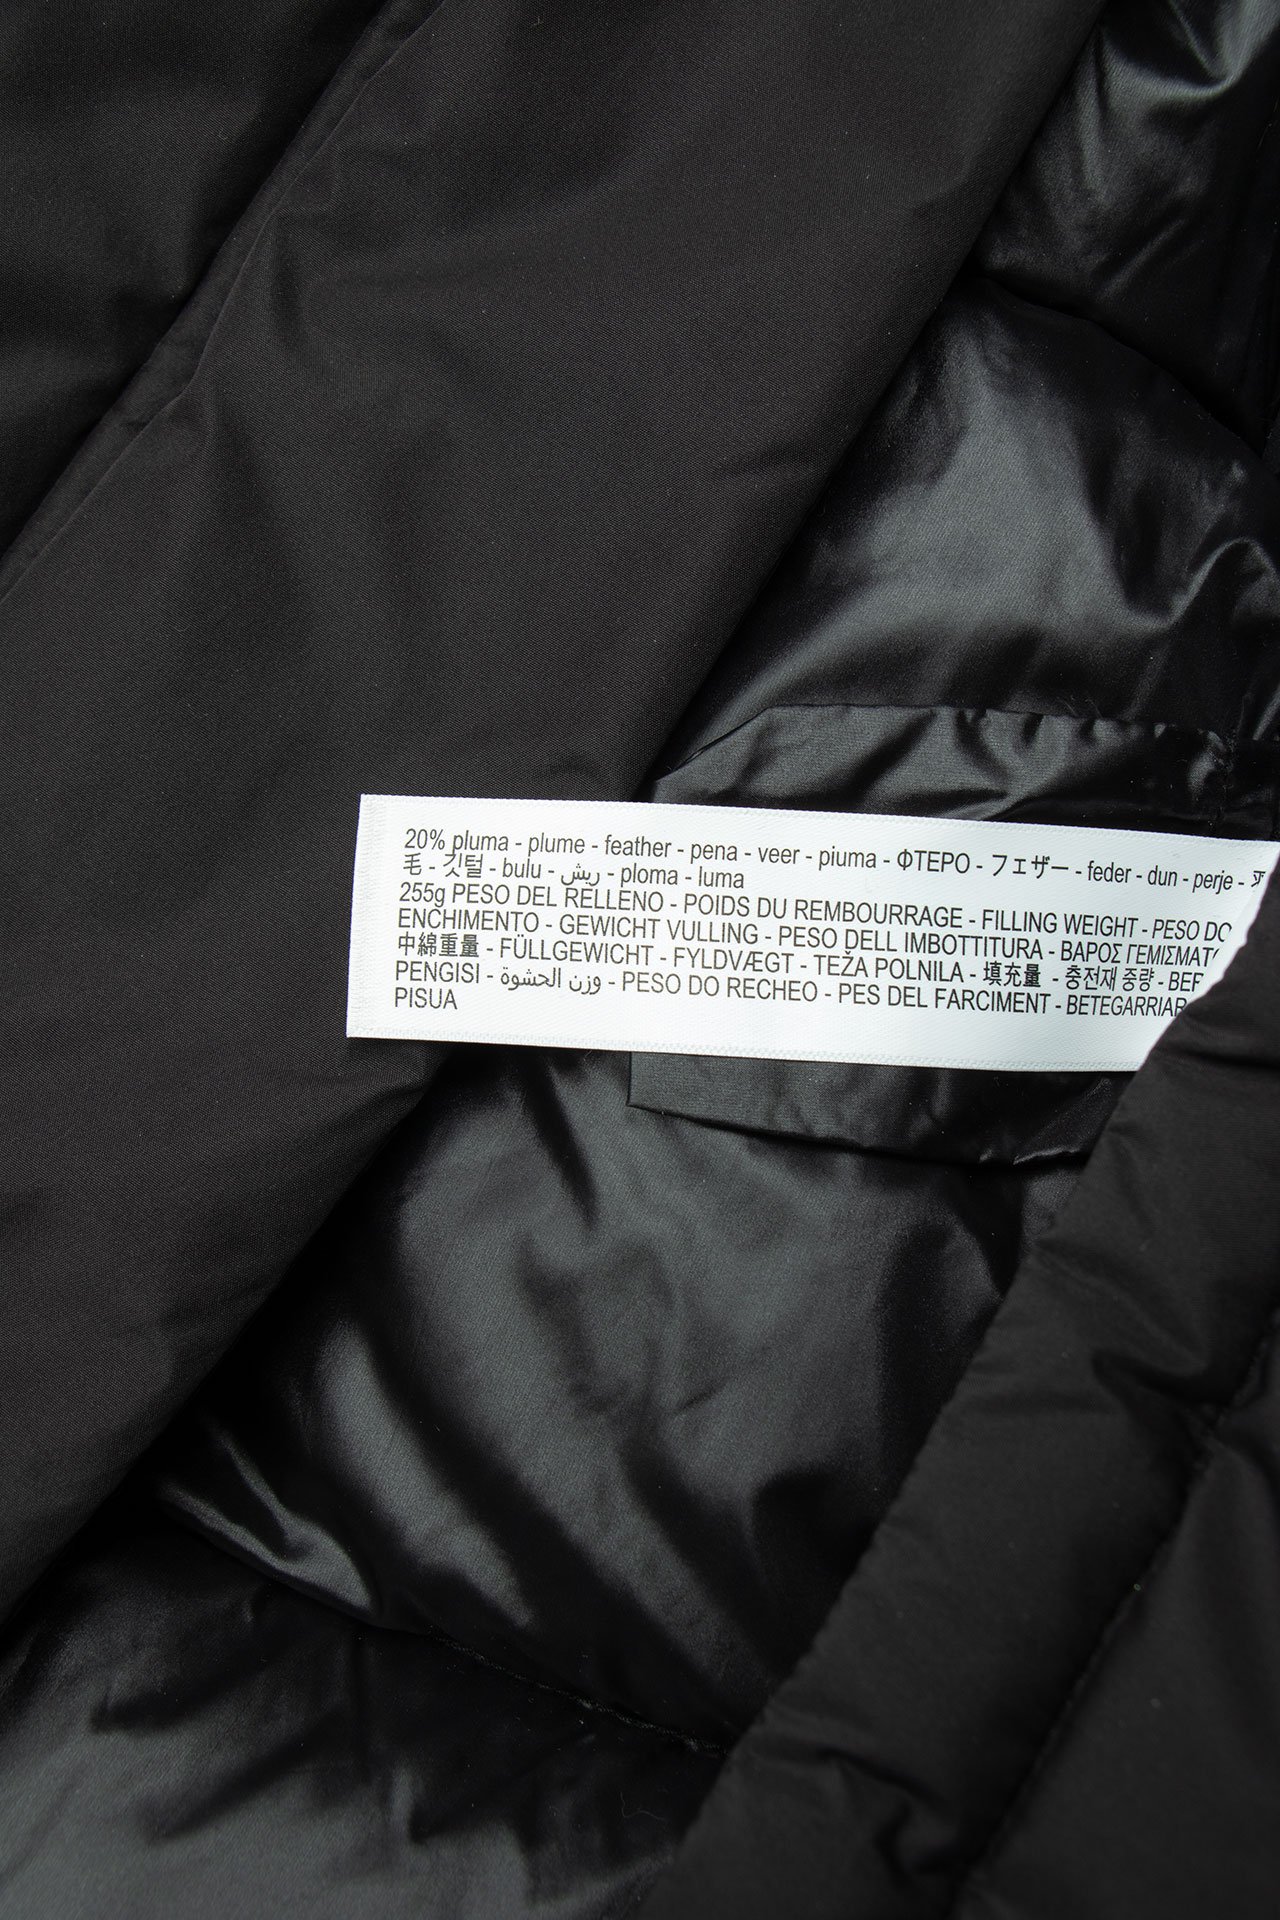 20% pluma - plume - feather - pena - veer - piuma - ΦΤΕΡΟ - フェザー - feder - dun - perje -
毛 - 깃털 - bulu - ريش - ploma - luma
255g PESO DEL RELLENO - POIDS DU REMBOURRAGE - FILLING WEIGHT - PESO DO
ENCHIMENTO - GEWICHT VULLING - PESO DELL IMBOTTITURA - ΒΑΡΟΣ ΓΕΜΙΣΜΑΤΟ
中綿重量 - FÜLLGEWICHT - FYLDVÆGT - TEŽA POLNILA - 填充量 - 충전재 중량 - BER
PENGISI - وزن الحشوة - PESO DO RECHEO - PES DEL FARCIMENT - BETEGARRIAR
PISUA